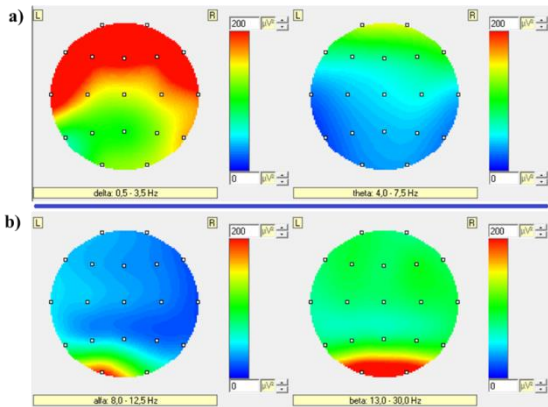 a)
L R 200 µV² L R 200 µV²
0 µV² 0 µV²
delta: 0,5 - 3,5 Hz theta: 4,0 - 7,5 Hz
b)
L R 200 µV² L R 200 µV²
0 µV² 0 µV²
alfa: 8,0 - 12,5 Hz beta: 13,0 - 30,0 Hz